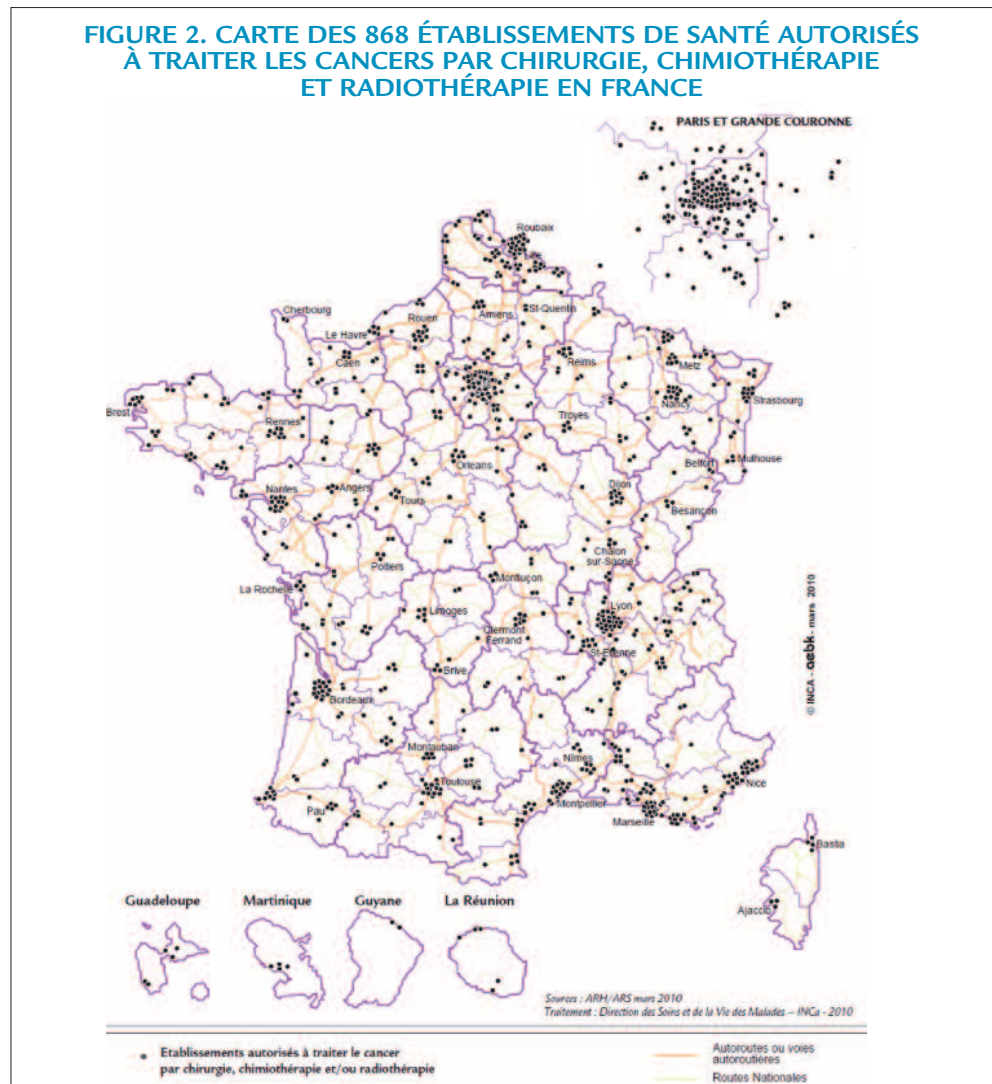 FIGURE 2. CARTE DES 868 ÉTABLISSEMENTS DE SANTÉ AUTORISÉS
À TRAITER LES CANCERS PAR CHIRURGIE, CHIMIOTHÉRAPIE
ET RADIOTHÉRAPIE EN FRANCE
PARIS ET GRANDE COURONNE
Roubaix
Lille
Cherbourg
Rouen
Amiens
St-Quentin
Le Havre
Caen
Reims
Metz
Nancy
Strasbourg
Brest
Rennes
Troyes
Orleans
Belfort
Mulhouse
Nantes
Angers
Tours
Dijon
Besançon
Poitiers
Chalon
sur-Saone
La Rochelle
Montluçon
Limoges
Lyon
Clermont
Ferrand
St-Etienne
Brive
Bordeaux
Montauban
Nîmes
Toulouse
Nice
Pau
Montpellier
Marseille
Bastia
Ajaccio
© INCA - aebk - mars 2010
Guadeloupe
Martinique
Guyane
La Réunion
Sources : ARH/ARS mars 2010
Traitement : Direction des Soins et de la Vie des Malades – INCa - 2010
Etablissements autorisés à traiter le cancer
par chirurgie, chimiothérapie et/ou radiothérapie
Autoroutes ou voies
autoroutières
Routes Nationales